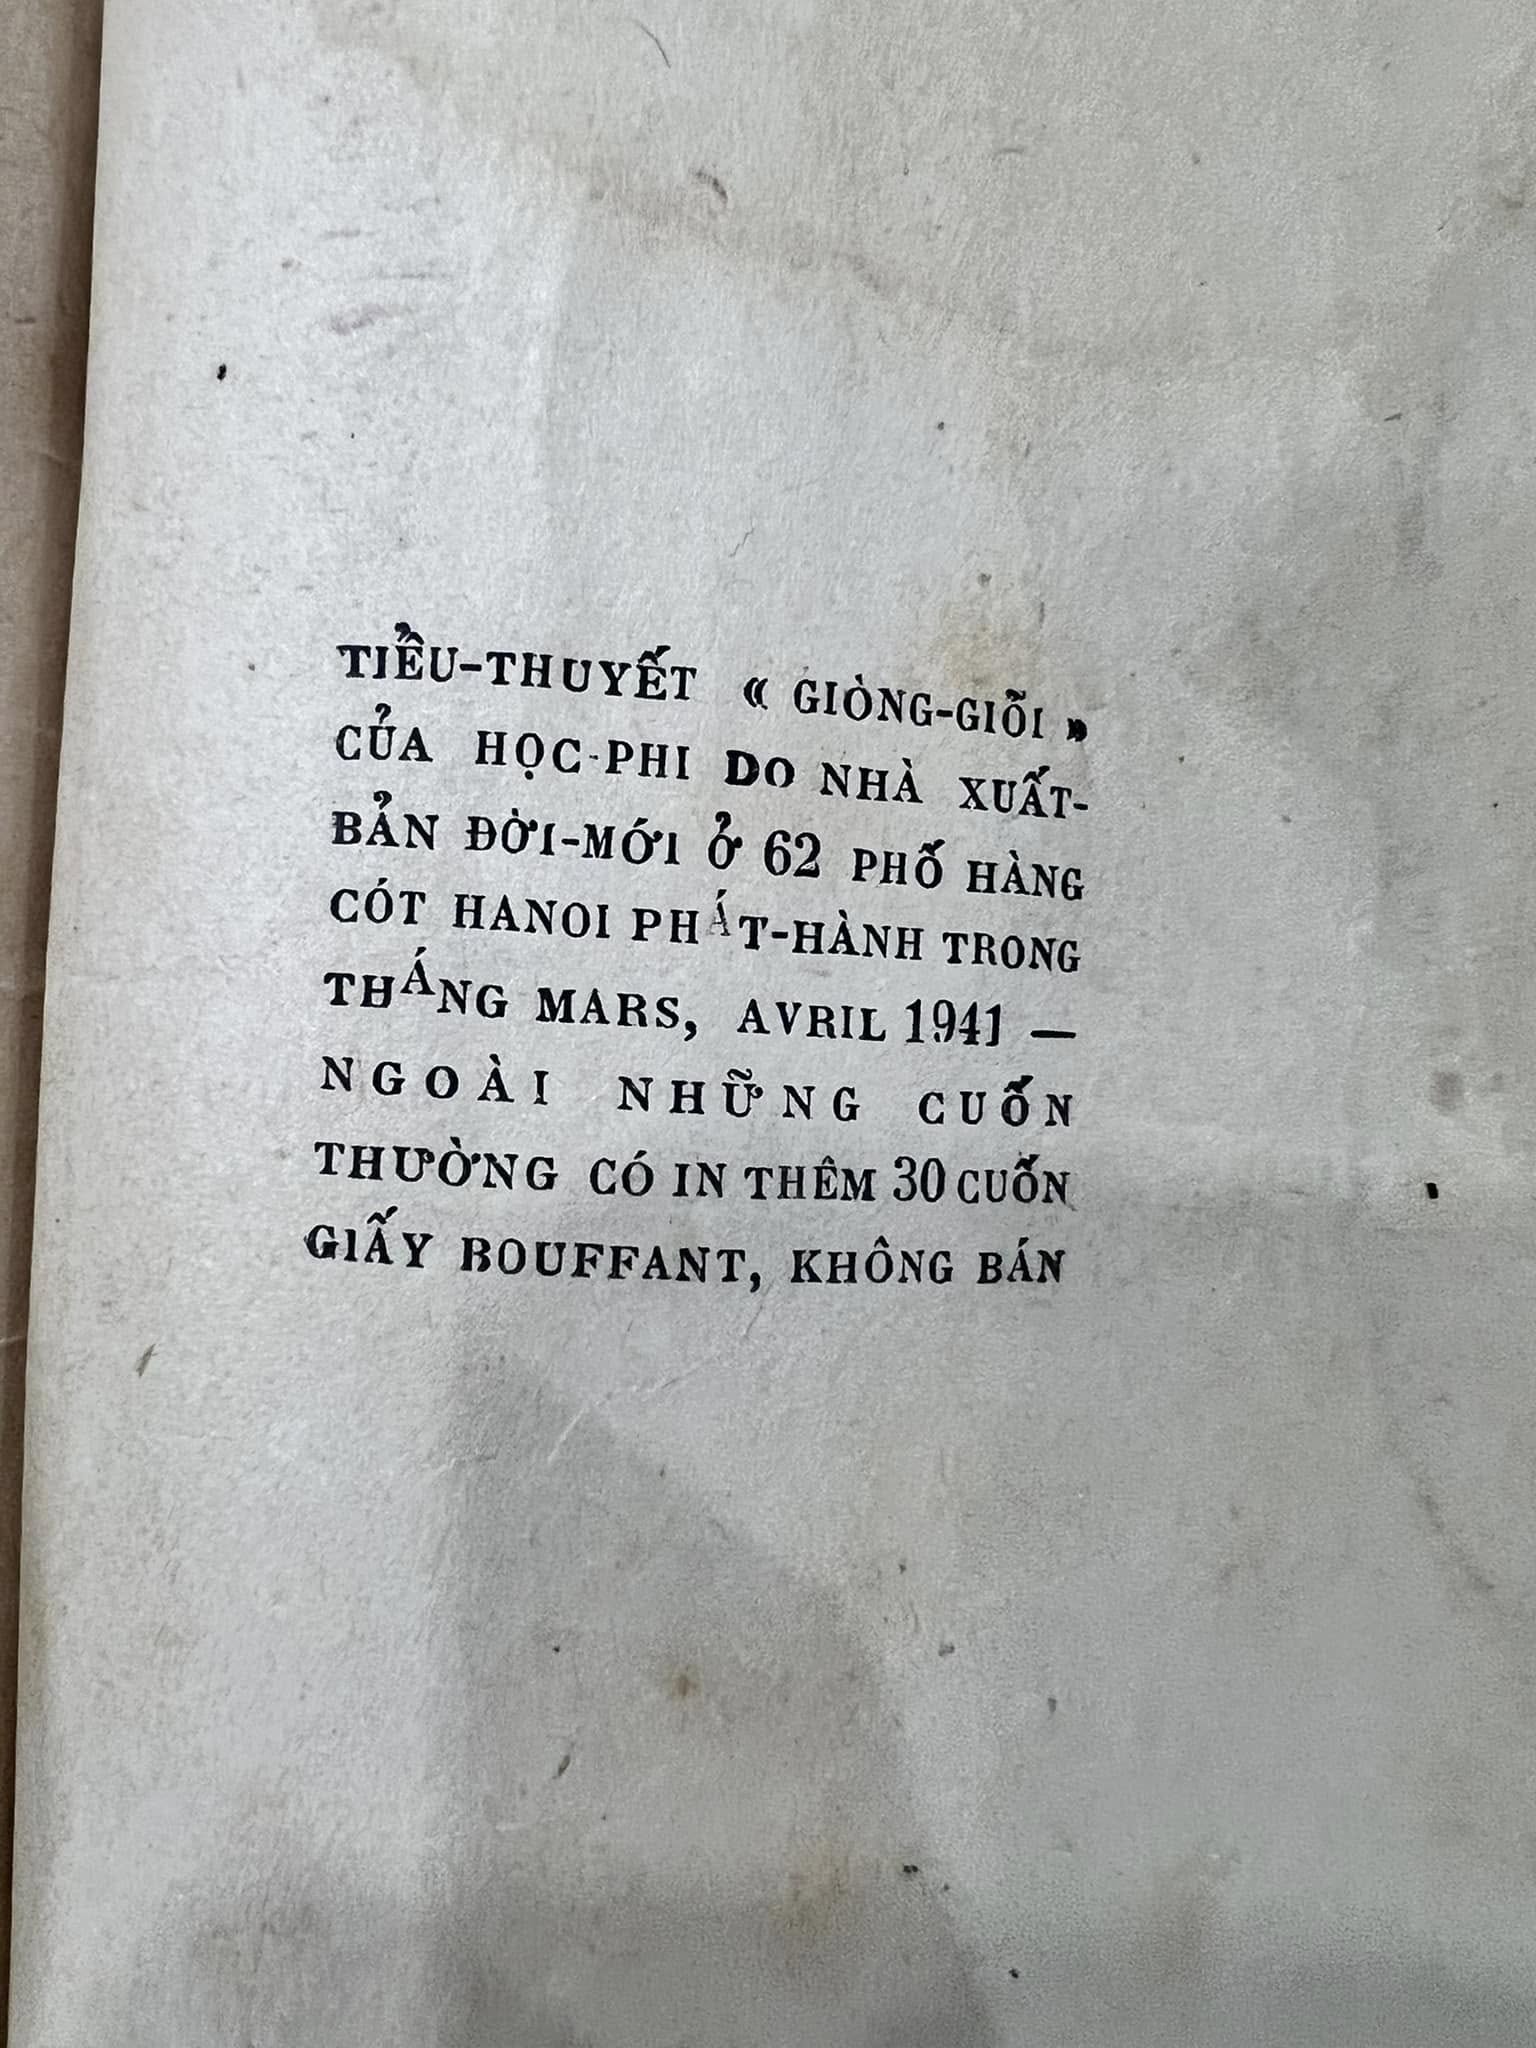 TIỂU-THUYẾT « GIÒNG-GIÕI »
CỦA HỌC-PHI DO NHÀ XUẤT-
BẢN ĐỜI-MỚI Ở 62 PHỐ HÀNG
CÓT HANOI PHÁT-HÀNH TRONG
THÁNG MARS, AVRIL 1941 —
NGOÀI NHỮNG CUỐN
THƯỜNG CÓ IN THÊM 30 CUỐN
GIẤY BOUFFANT, KHÔNG BÁN